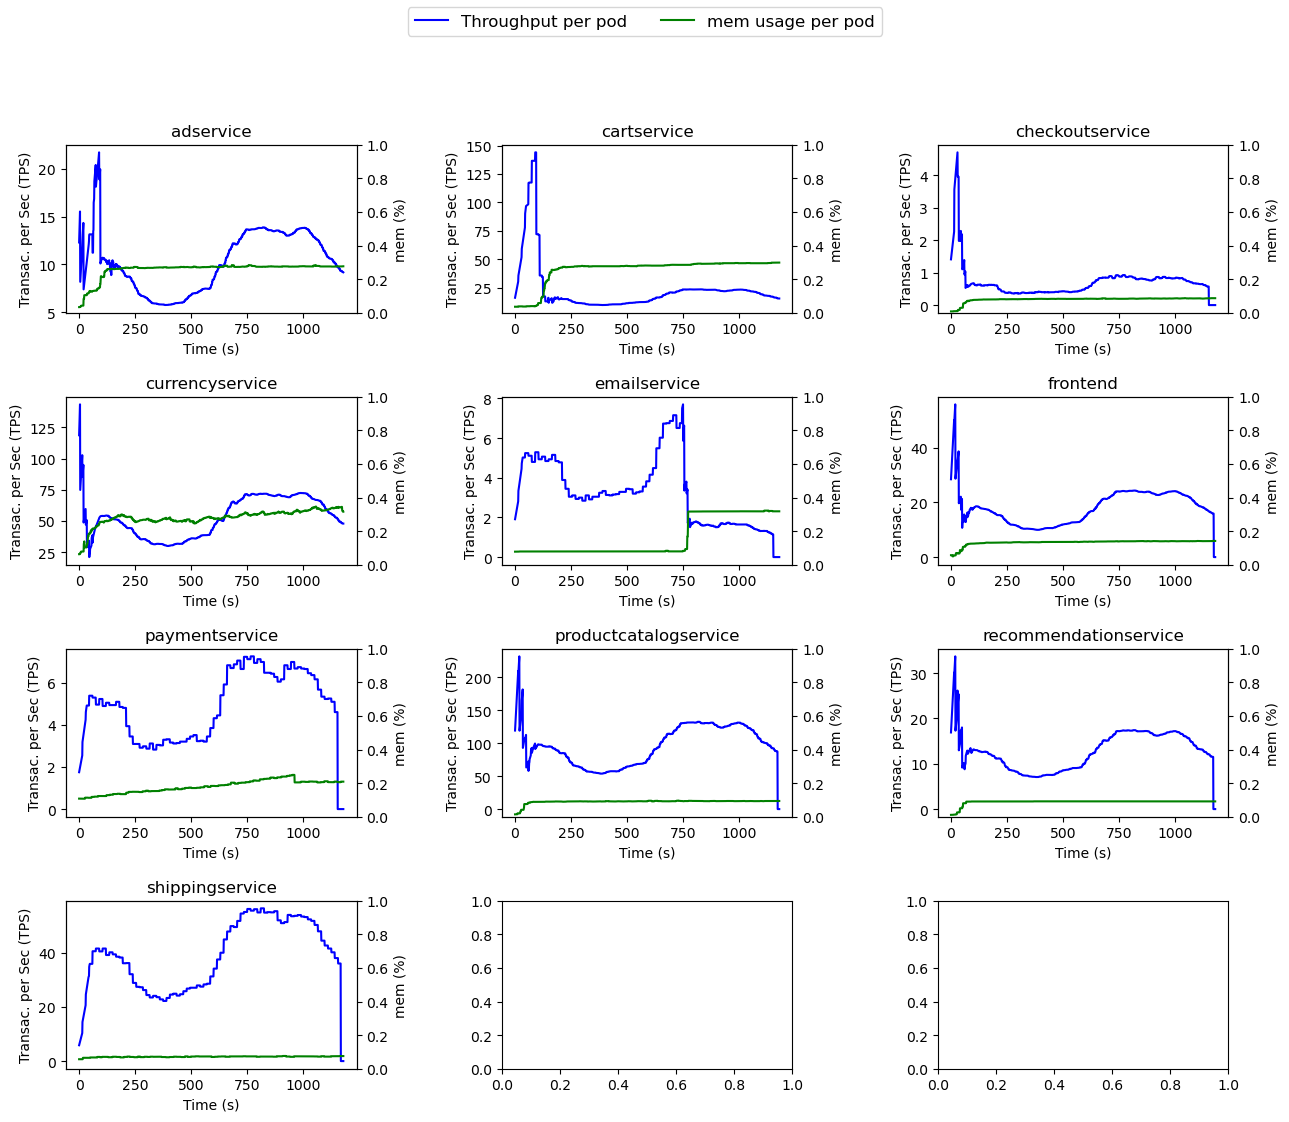 Throughput per pod
mem usage per pod
adservice
Transac. per Sec (TPS)
20
15
10
5
1.0
0.8
0.6
0.4
0.2
0.0
mem (%)
0 250 500 750 1000
Time (s)
cartservice
Transac. per Sec (TPS)
150
125
100
75
50
25
1.0
0.8
0.6
0.4
0.2
0.0
mem (%)
0 250 500 750 1000
Time (s)
checkoutservice
Transac. per Sec (TPS)
4
3
2
1
0
1.0
0.8
0.6
0.4
0.2
0.0
mem (%)
0 250 500 750 1000
Time (s)
currencyservice
Transac. per Sec (TPS)
125
100
75
50
25
1.0
0.8
0.6
0.4
0.2
0.0
mem (%)
0 250 500 750 1000
Time (s)
emailservice
Transac. per Sec (TPS)
8
6
4
2
0
1.0
0.8
0.6
0.4
0.2
0.0
mem (%)
0 250 500 750 1000
Time (s)
frontend
Transac. per Sec (TPS)
40
20
0
1.0
0.8
0.6
0.4
0.2
0.0
mem (%)
0 250 500 750 1000
Time (s)
paymentservice
Transac. per Sec (TPS)
6
4
2
0
1.0
0.8
0.6
0.4
0.2
0.0
mem (%)
0 250 500 750 1000
Time (s)
productcatalogservice
Transac. per Sec (TPS)
200
150
100
50
0
1.0
0.8
0.6
0.4
0.2
0.0
mem (%)
0 250 500 750 1000
Time (s)
recommendationservice
Transac. per Sec (TPS)
30
20
10
0
1.0
0.8
0.6
0.4
0.2
0.0
mem (%)
0 250 500 750 1000
Time (s)
shippingservice
Transac. per Sec (TPS)
40
20
0
1.0
0.8
0.6
0.4
0.2
0.0
mem (%)
0 250 500 750 1000
Time (s)
1.0
0.8
0.6
0.4
0.2
0.0
0.0 0.2 0.4 0.6 0.8 1.0
1.0
0.8
0.6
0.4
0.2
0.0
0.0 0.2 0.4 0.6 0.8 1.0